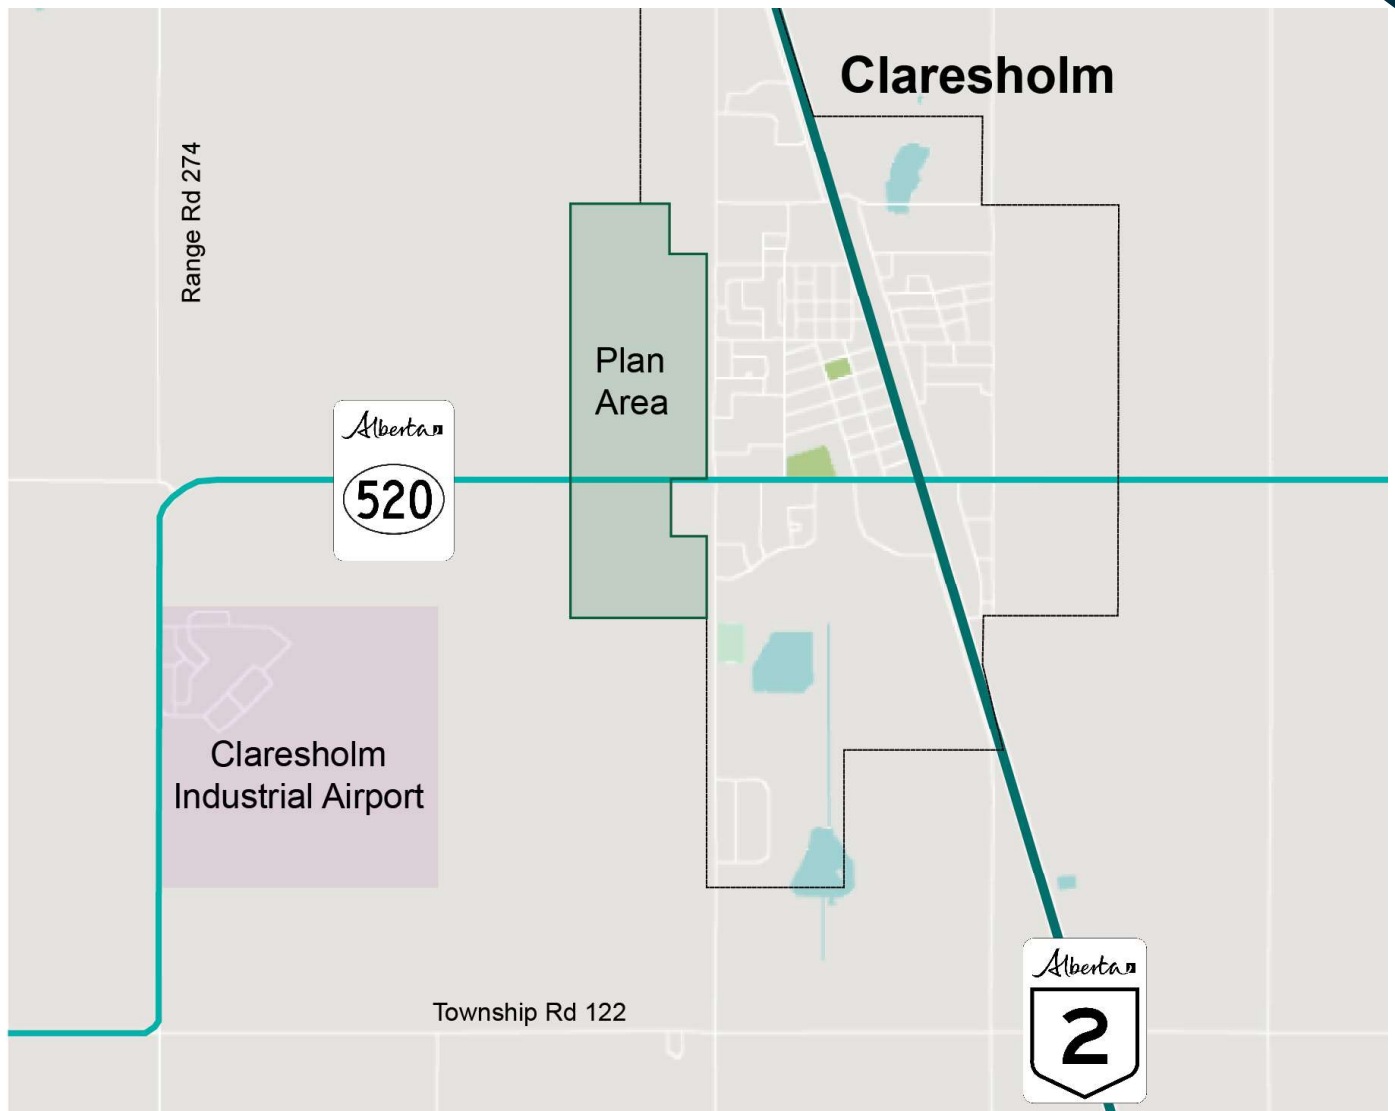 Claresholm
Range Rd 274
Plan
Area
Alberta
520
Claresholm
Industrial Airport
Alberta
2
Township Rd 122